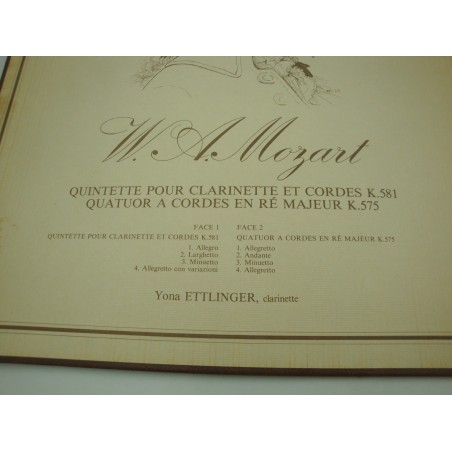 W. A. Mozart
QUINTETTE POUR CLARINETTE ET CORDES K.581
QUATUOR A CORDES EN RÉ MAJEUR K.575
FACE 1
QUINTETTE POUR CLARINETTE ET CORDES K.581
1. Allegro
2. Larghetto
3. Minuetto
4. Allegretto con variazioni
FACE 2
QUATUOR A CORDES EN RÉ MAJEUR K.575
1. Allegretto
2. Andante
3. Minuetto
4. Allegretto
Yona ETTLINGER, clarinette